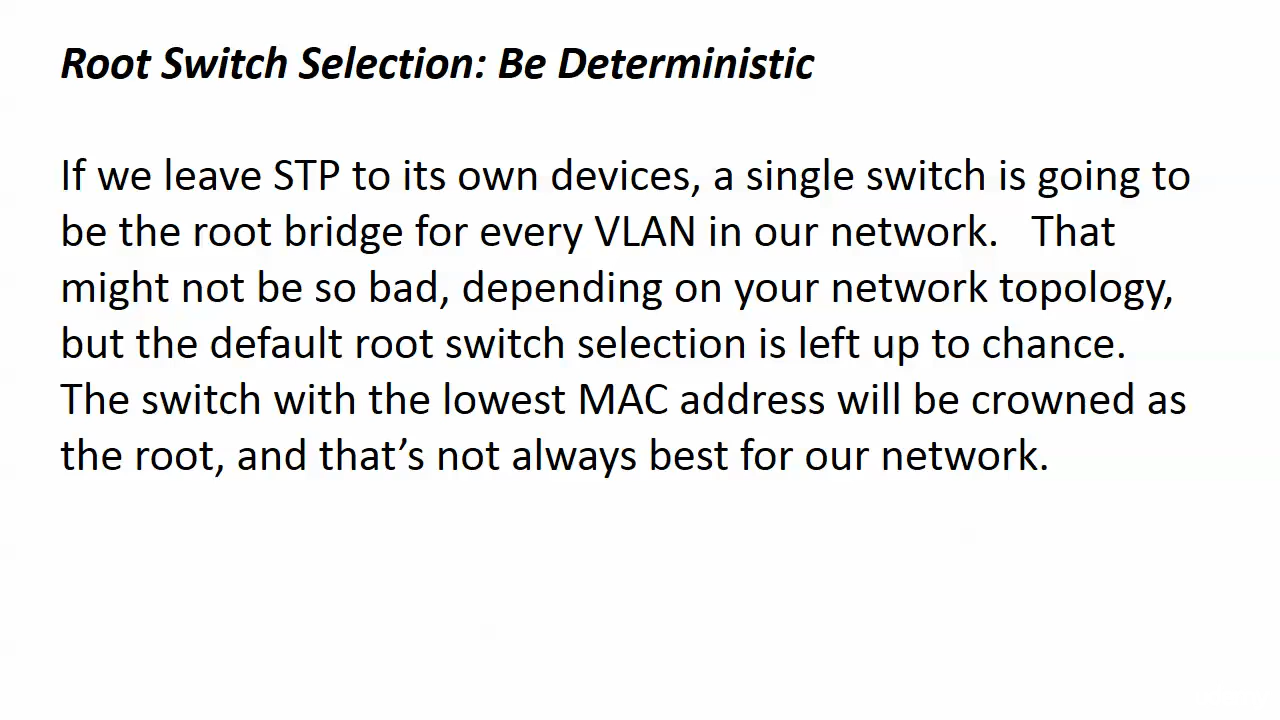 Root Switch Selection: Be Deterministic
If we leave STP to its own devices, a single switch is going to
be the root bridge for every VLAN in our network.   That
might not be so bad, depending on your network topology,
but the default root switch selection is left up to chance.
The switch with the lowest MAC address will be crowned as
the root, and that’s not always best for our network.